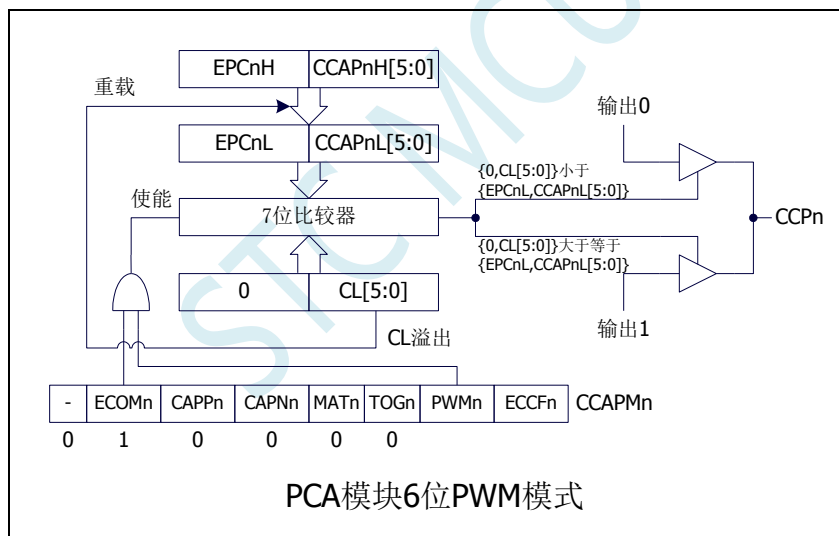 EPCnH CCAPnH[5:0]
重载
输出0
EPCnL CCAPnL[5:0]
{0,CL[5:0]}小于
{EPCnL,CCAPnL[5:0]}
使能
7位比较器
CCPn
{0,CL[5:0]}大于等于
{EPCnL,CCAPnL[5:0]}
0 CL[5:0]
输出1
CL溢出
- ECOMn CAPPn CAPNn MATn TOGn PWMn ECCFn CCAPMn
0 1 0 0 0 0
PCA模块6位PWM模式
STC MCU